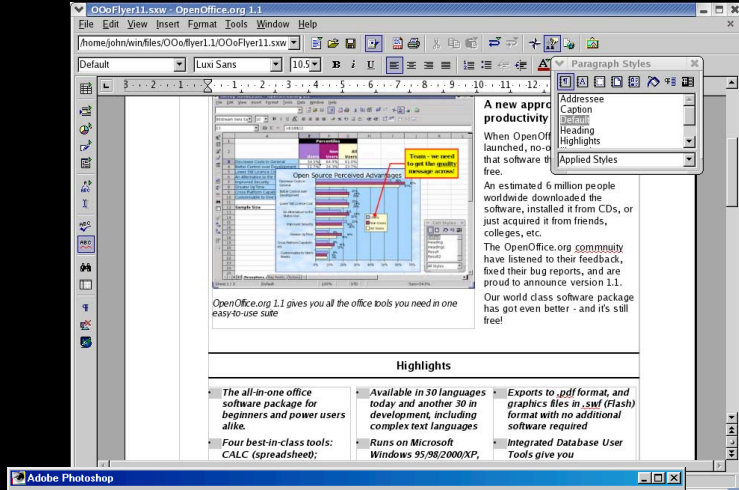 OOoFlyer11.sxw - OpenOffice.org 1.1
File Edit View Insert Format Tools Window Help
/home/john/win/files/OOo/flyer1.1/OOoFlyer11.sxw
Default Luxi Sans 10.5 B i U A
Paragraph Styles
Addressee
Caption
Default
Heading
Highlights
Applied Styles
Percentiles
Team - we need
to get the quality
message across!
Open Source Perceived Advantages
Sample Size
OpenOffice.org 1.1 gives you all the office tools you need in one
easy-to-use suite
A new appro
productivity
When OpenOff
launched, no-o
that software th
free.
An estimated 6 million people
worldwide downloaded the
software, installed it from CDs, or
just acquired it from friends,
colleges, etc.
The OpenOffice.org commnuity
have listened to their feedback,
fixed their bug reports, and are
proud to announce version 1.1.
Our world class software package
has got even better - and it's still
free!
Highlights
The all-in-one office
software package for
beginners and power users
alike.
Four best-in-class tools:
CALC (spreadsheet);
Available in 30 languages
today and another 30 in
development, including
complex text languages
Runs on Microsoft
Windows 95/98/2000/XP,
Exports to .pdf format, and
graphics files in .swf (Flash)
format with no additional
software required
Integrated Database User
Tools give you
Adobe Photoshop